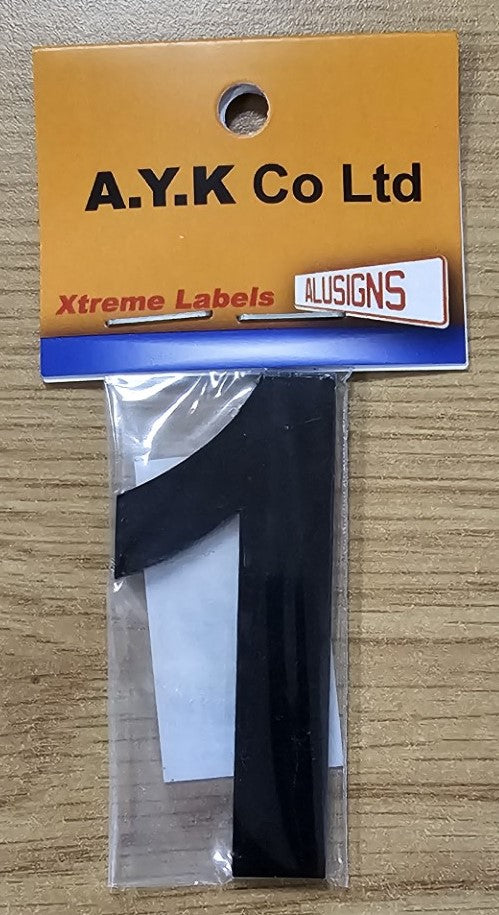 A.Y.K Co Ltd
Xtreme Labels
ALUSIGNS
1